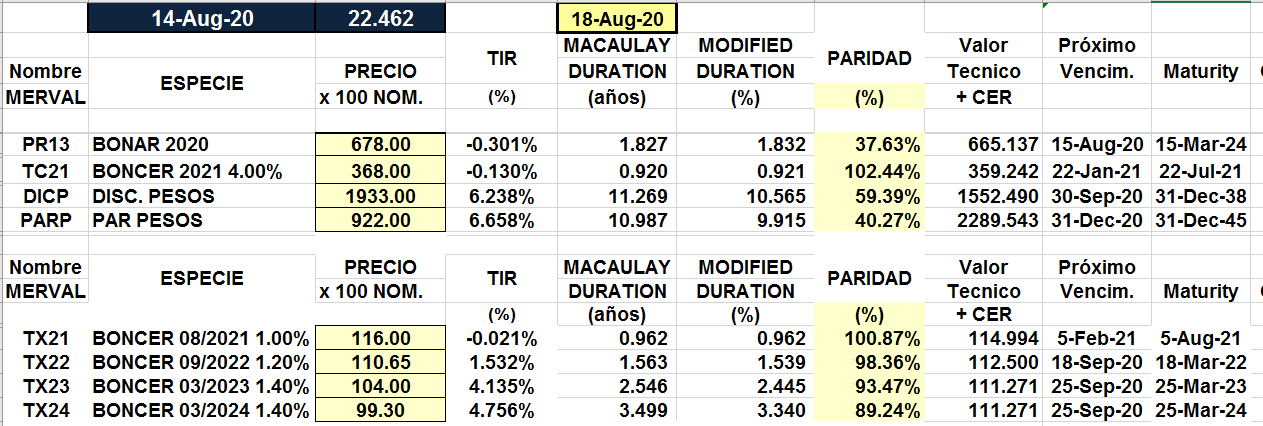 14-Aug-20 22.462 18-Aug-20
MACAULAY MODIFIED Valor Próximo
TIR PARIDAD
Nombre ESPECIE PRECIO DURATION DURATION Tecnico Vencim. Maturity
MERVAL x 100 NOM. (%) (años) (%) (%) + CER
PR13 BONAR 2020 678.00 -0.301% 1.827 1.832 37.63% 665.137 15-Aug-20 15-Mar-24
TC21 BONCER 2021 4.00% 368.00 -0.130% 0.920 0.921 102.44% 359.242 22-Jan-21 22-Jul-21
DICP DISC. PESOS 1933.00 6.238% 11.269 10.565 59.39% 1552.490 30-Sep-20 31-Dec-38
PARP PAR PESOS 922.00 6.658% 10.987 9.915 40.27% 2289.543 31-Dec-20 31-Dec-45
Nombre ESPECIE PRECIO TIR MACAULAY MODIFIED PARIDAD Valor Próximo
MERVAL x 100 NOM. DURATION DURATION Tecnico Vencim. Maturity
(%) (años) (%) (%) + CER
TX21 BONCER 08/2021 1.00% 116.00 -0.021% 0.962 0.962 100.87% 114.994 5-Feb-21 5-Aug-21
TX22 BONCER 09/2022 1.20% 110.65 1.532% 1.563 1.539 98.36% 112.500 18-Sep-20 18-Mar-22
TX23 BONCER 03/2023 1.40% 104.00 4.135% 2.546 2.445 93.47% 111.271 25-Sep-20 25-Mar-23
TX24 BONCER 03/2024 1.40% 99.30 4.756% 3.499 3.340 89.24% 111.271 25-Sep-20 25-Mar-24